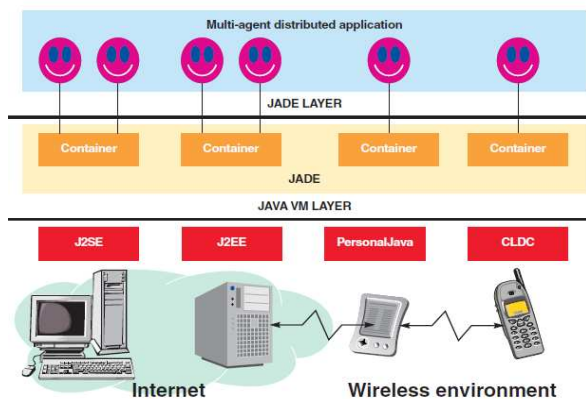 Multi-agent distributed application
JADE LAYER
Container Container Container Container
JADE
JAVA VM LAYER
J2SE J2EE PersonalJava CLDC
Internet Wireless environment